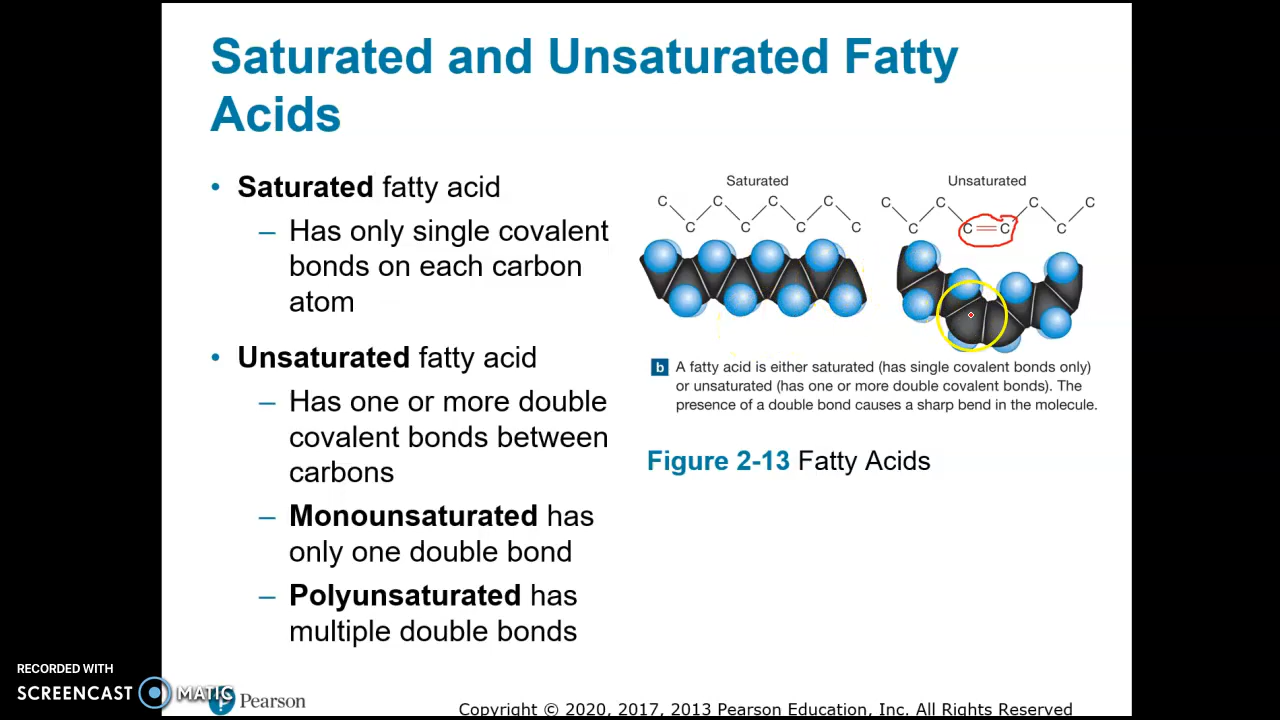 Saturated and Unsaturated Fatty
Acids
• Saturated fatty acid
– Has only single covalent
bonds on each carbon
atom
• Unsaturated fatty acid
– Has one or more double
covalent bonds between
carbons
– Monounsaturated has
only one double bond
– Polyunsaturated has
multiple double bonds
Saturated
C C C C
C C C C
Unsaturated
C C C C
C C = C C
b A fatty acid is either saturated (has single covalent bonds only)
or unsaturated (has one or more double covalent bonds). The
presence of a double bond causes a sharp bend in the molecule.
Figure 2-13 Fatty Acids
RECORDED WITH
SCREENCAST MATIC
Pearson
Copyright © 2020, 2017, 2013 Pearson Education, Inc. All Rights Reserved